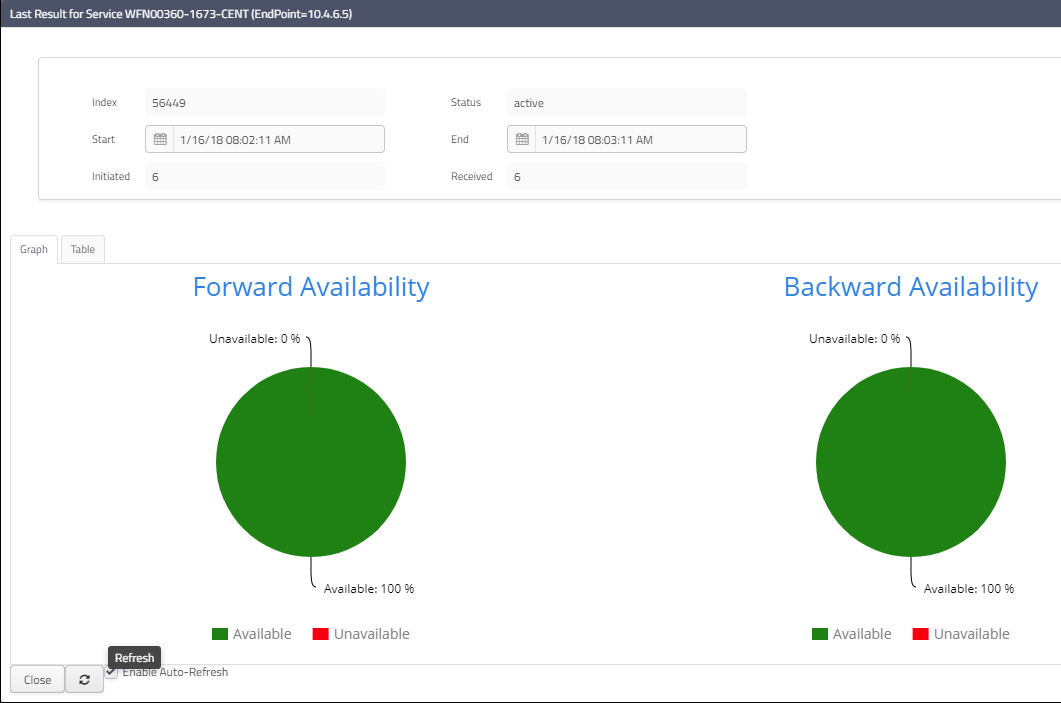 Last Result for Service WFN00360-1673-CENT (EndPoint=10.4.6.5)
Index 56449 Status active
Start 1/16/18 08:02:11 AM End 1/16/18 08:03:11 AM
Initiated 6 Received 6
Graph Table
Forward Availability Backward Availability
Unavailable: 0 % Unavailable: 0 %
Available: 100 % Available: 100 %
Available Unavailable Available Unavailable
Refresh
Enable Auto-Refresh
Close